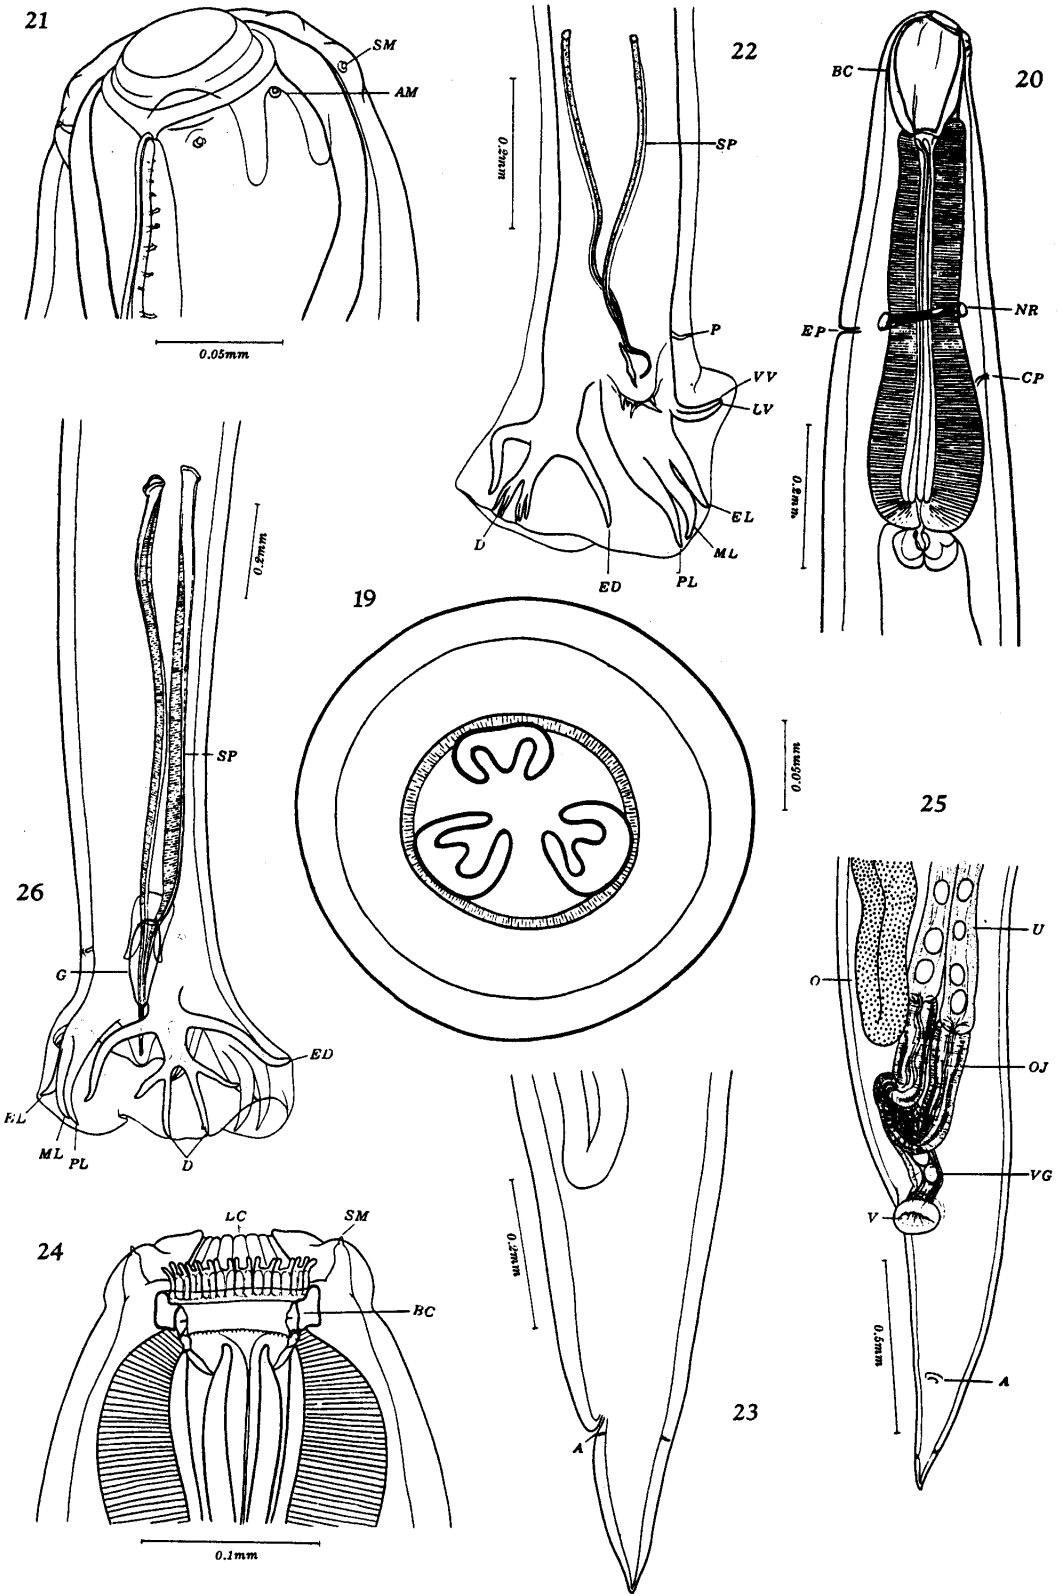 21
SM
AM
0.05mm
22
0.2mm
SP
P
VV
LV
EL
ML
PL
ED
D
20
BC
NR
EP
CP
0.2mm
26
0.2mm
SP
G
ED
EL
ML
PL
D
19
0.05mm
25
U
O
OJ
VG
V
0.5mm
A
24
LC
SM
BC
0.1mm
0.2mm
23
A